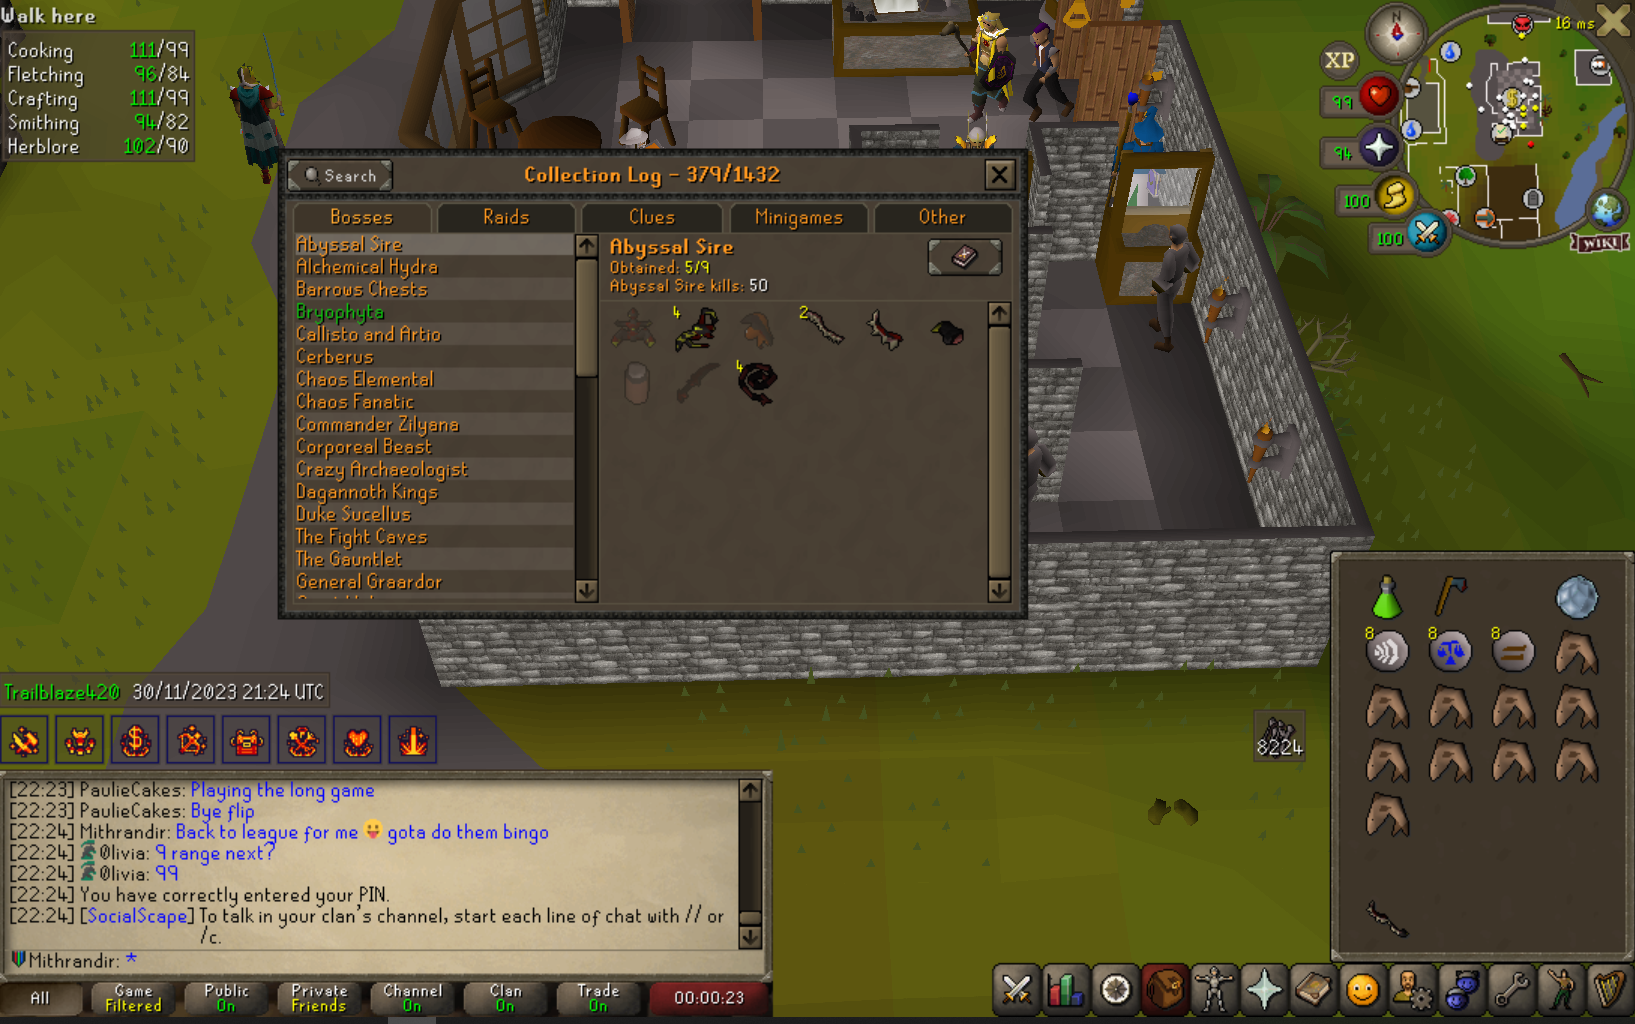 Walk here
Cooking 111/99
Fletching 96/84
Crafting 111/99
Smithing 94/82
Herblore 102/90
16 ms
N
XP
99
94
100
100
WIKI
Search
Collection Log - 379/1432
Bosses
Raids
Clues
Minigames
Other
Abyssal Sire
Alchemical Hydra
Barrows Chests
Bryophyta
Callisto and Artio
Cerberus
Chaos Elemental
Chaos Fanatic
Commander Zilyana
Corporeal Beast
Crazy Archaeologist
Dagannoth Kings
Duke Sucellus
The Fight Caves
The Gauntlet
General Graardor
Abyssal Sire
Obtained: 5/9
Abyssal Sire kills: 50
4
2
4
8
8
8
8224
Trailblaze420 30/11/2023 21:24 UTC
[22:23] PaulieCakes: Playing the long game
[22:23] PaulieCakes: Bye flip
[22:24] Mithrandir: Back to league for me 😛 gota do them bingo
[22:24] 0livia: 9 range next?
[22:24] 0livia: 99
[22:24] You have correctly entered your PIN.
[22:24] [SocialScape] To talk in your clan's channel, start each line of chat with // or
/c.
Mithrandir: *
All
Game
Filtered
Public
On
Private
Friends
Channel
On
Clan
On
Trade
On
00:00:23